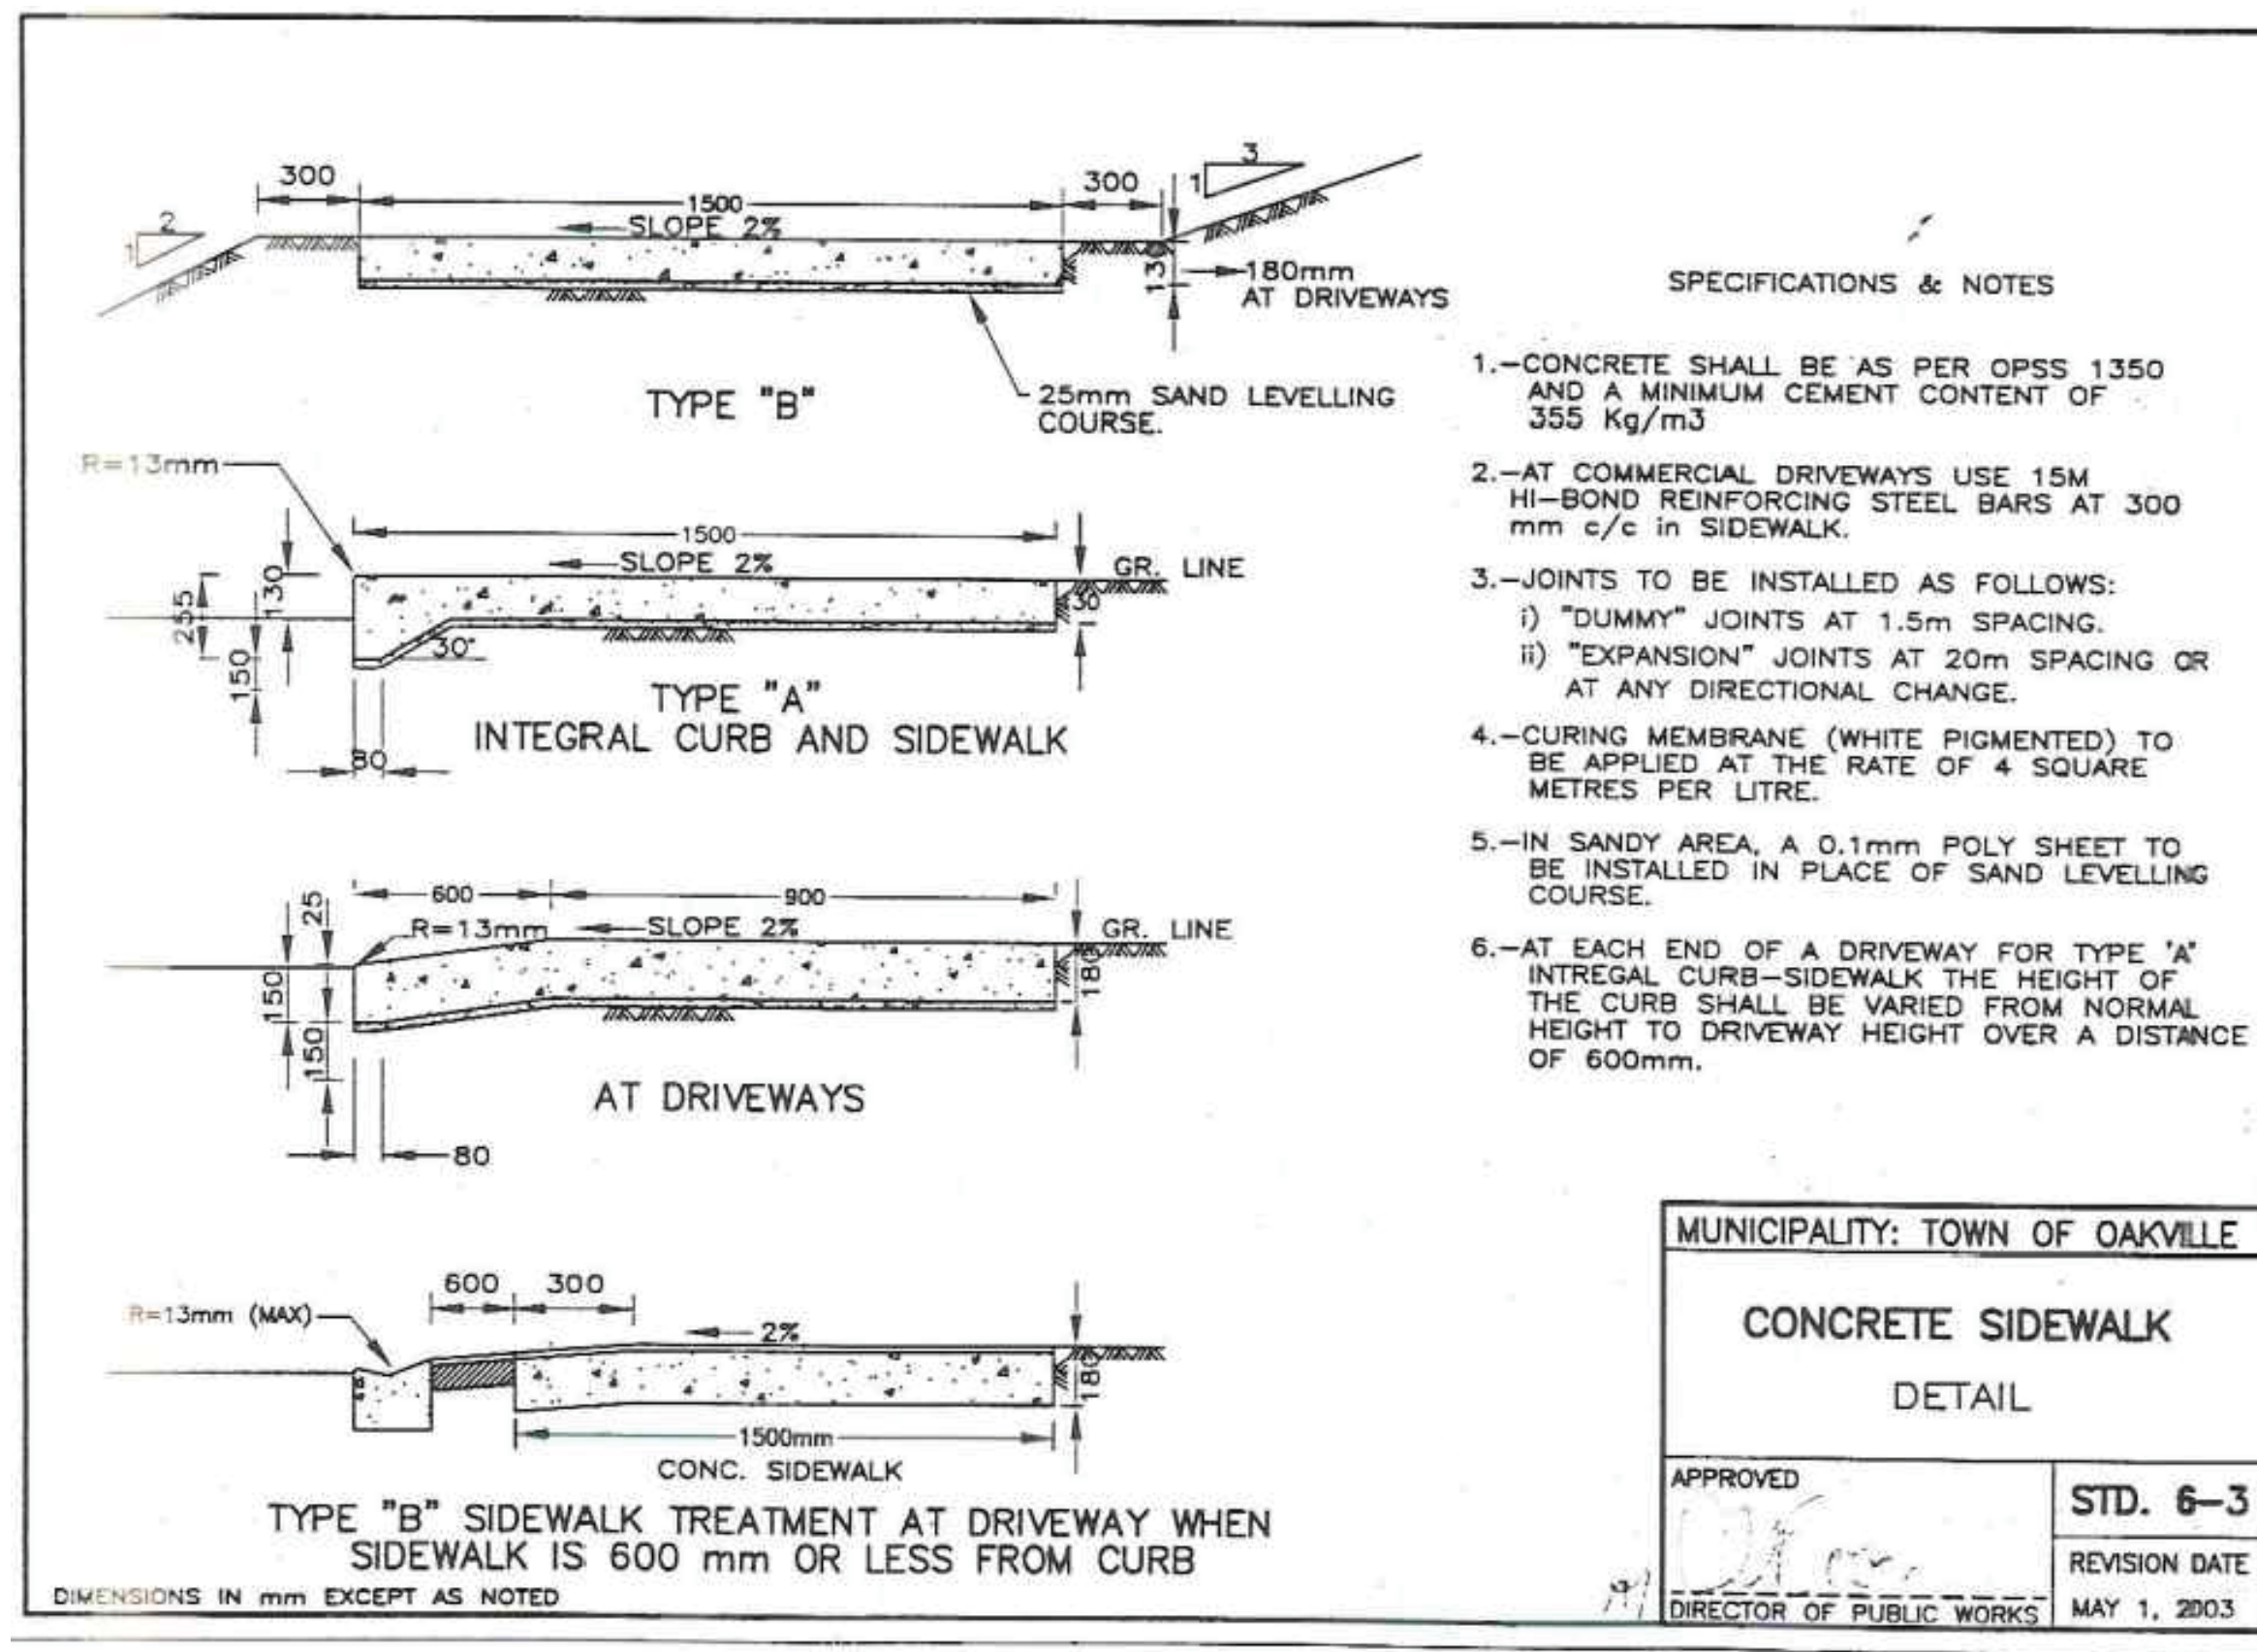 300
1500
300
3
1
2
1
SLOPE 2%
130
180mm
AT DRIVEWAYS
TYPE "B"
25mm SAND LEVELLING
COURSE.
R=13mm
1500
SLOPE 2%
GR. LINE
255
130
150
30°
80
TYPE "A"
INTEGRAL CURB AND SIDEWALK
600
900
25
R=13mm
SLOPE 2%
GR. LINE
150
150
180
80
AT DRIVEWAYS
600
300
R=13mm (MAX)
2%
180
1500mm
CONC. SIDEWALK
TYPE "B" SIDEWALK TREATMENT AT DRIVEWAY WHEN
SIDEWALK IS 600 mm OR LESS FROM CURB
DIMENSIONS IN mm EXCEPT AS NOTED
SPECIFICATIONS & NOTES
1.-CONCRETE SHALL BE AS PER OPSS 1350
AND A MINIMUM CEMENT CONTENT OF
355 Kg/m3
2.-AT COMMERCIAL DRIVEWAYS USE 15M
HI-BOND REINFORCING STEEL BARS AT 300
mm c/c in SIDEWALK.
3.-JOINTS TO BE INSTALLED AS FOLLOWS:
i) "DUMMY" JOINTS AT 1.5m SPACING.
ii) "EXPANSION" JOINTS AT 20m SPACING OR
AT ANY DIRECTIONAL CHANGE.
4.-CURING MEMBRANE (WHITE PIGMENTED) TO
BE APPLIED AT THE RATE OF 4 SQUARE
METRES PER LITRE.
5.-IN SANDY AREA, A 0.1mm POLY SHEET TO
BE INSTALLED IN PLACE OF SAND LEVELLING
COURSE.
6.-AT EACH END OF A DRIVEWAY FOR TYPE 'A'
INTREGAL CURB-SIDEWALK THE HEIGHT OF
THE CURB SHALL BE VARIED FROM NORMAL
HEIGHT TO DRIVEWAY HEIGHT OVER A DISTANCE
OF 600mm.
MUNICIPALITY: TOWN OF OAKVILLE
CONCRETE SIDEWALK
DETAIL
APPROVED
DIRECTOR OF PUBLIC WORKS
STD. 6-3
REVISION DATE
MAY 1, 2003